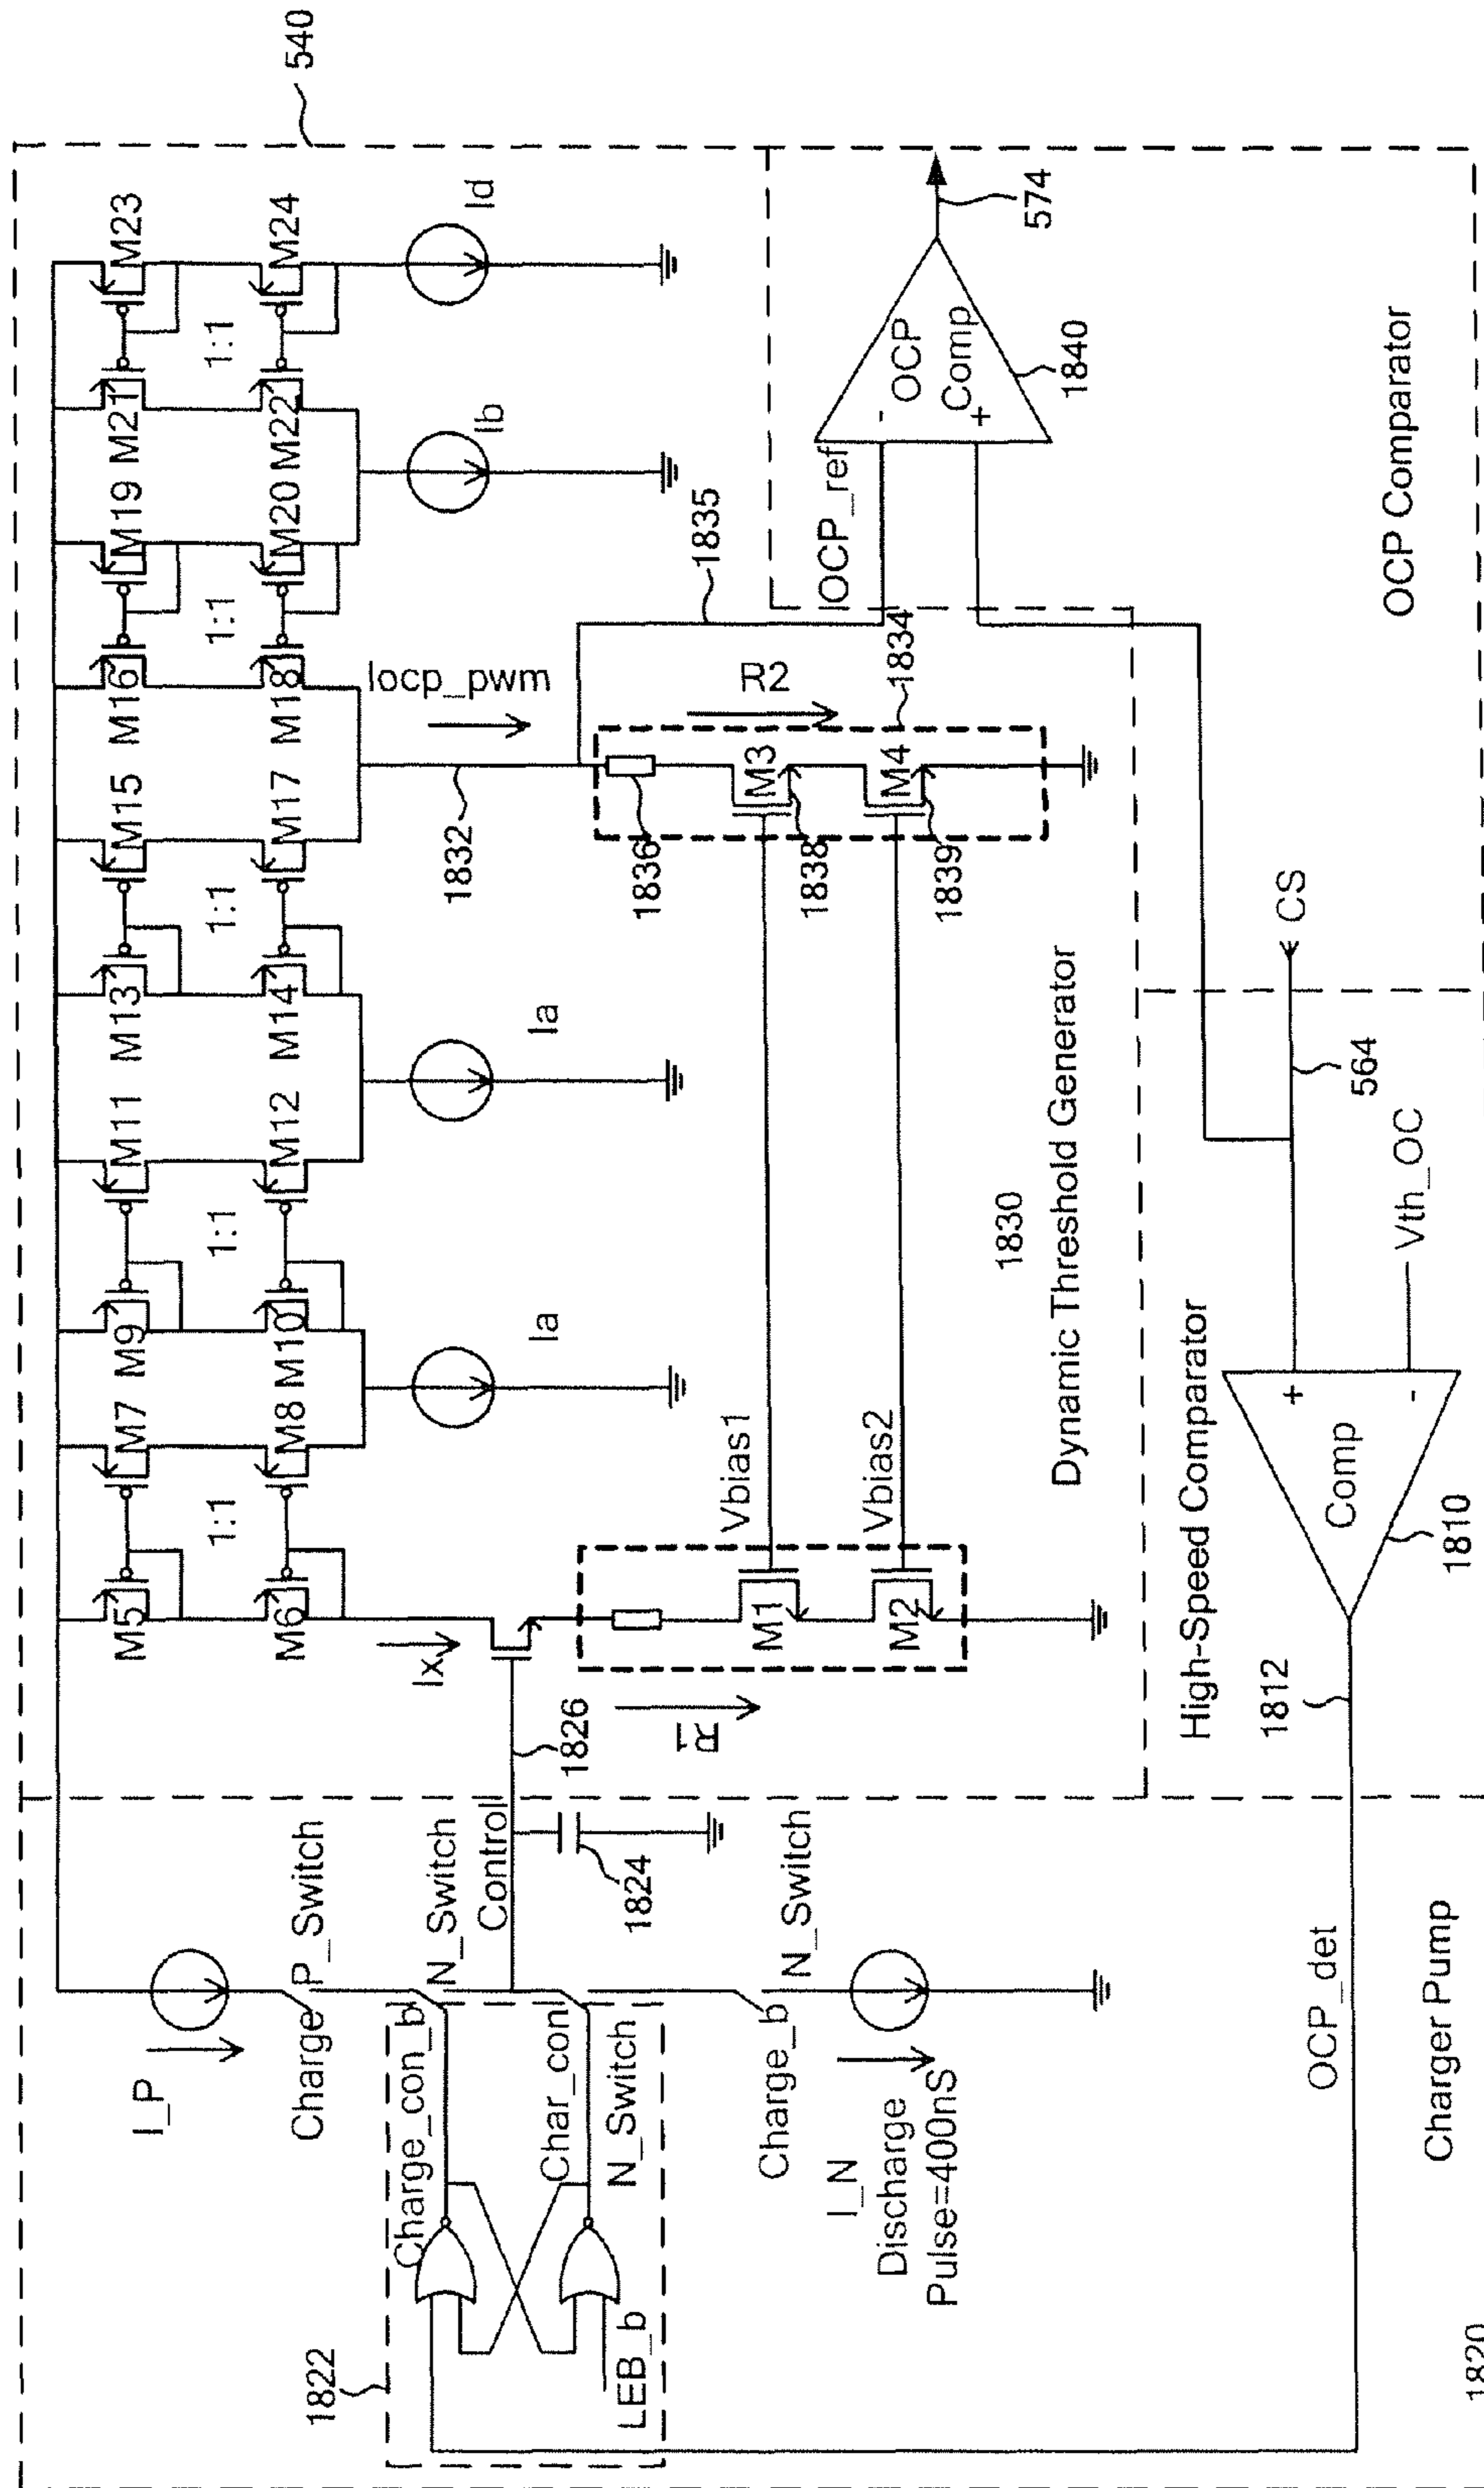 540
M5
M7
M9
M11
M13
M15
M16
M19
M21
M23
1:1
1:1
1:1
1:1
1:1
M6
M8
M10
M12
M14
M17
M18
M20
M22
M24
Ix
Ia
Ia
Ib
Id
Iocp_pwm
1832
1835
R1
R2
1826
1834
1836
M1
M3
1838
M2
M4
1839
Vbias1
Vbias2
1830
Dynamic Threshold Generator
OCP_ref
-
OCP
Comp
+
574
1840
OCP Comparator
I_P
Charge
P_Switch
N_Switch
Charge_con_b
Control
1824
Char_con
N_Switch
N_Switch
Charge_b
I_N
Discharge
Pulse=400nS
1822
LEB_b
OCP_det
Charger Pump
1820
High-Speed Comparator
1812
Comp
+
-
1810
CS
564
Vth_OC